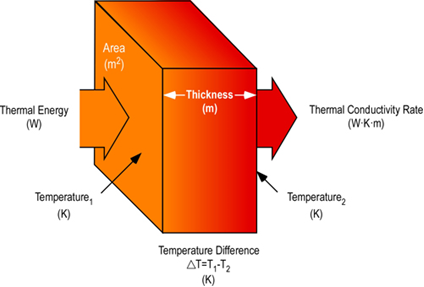 Area
(m²)
Thermal Energy
(W)
Thickness
(m)
Thermal Conductivity Rate
(W·K·m)
Temperature₁
(K)
Temperature₂
(K)
Temperature Difference
△T=T₁-T₂
(K)